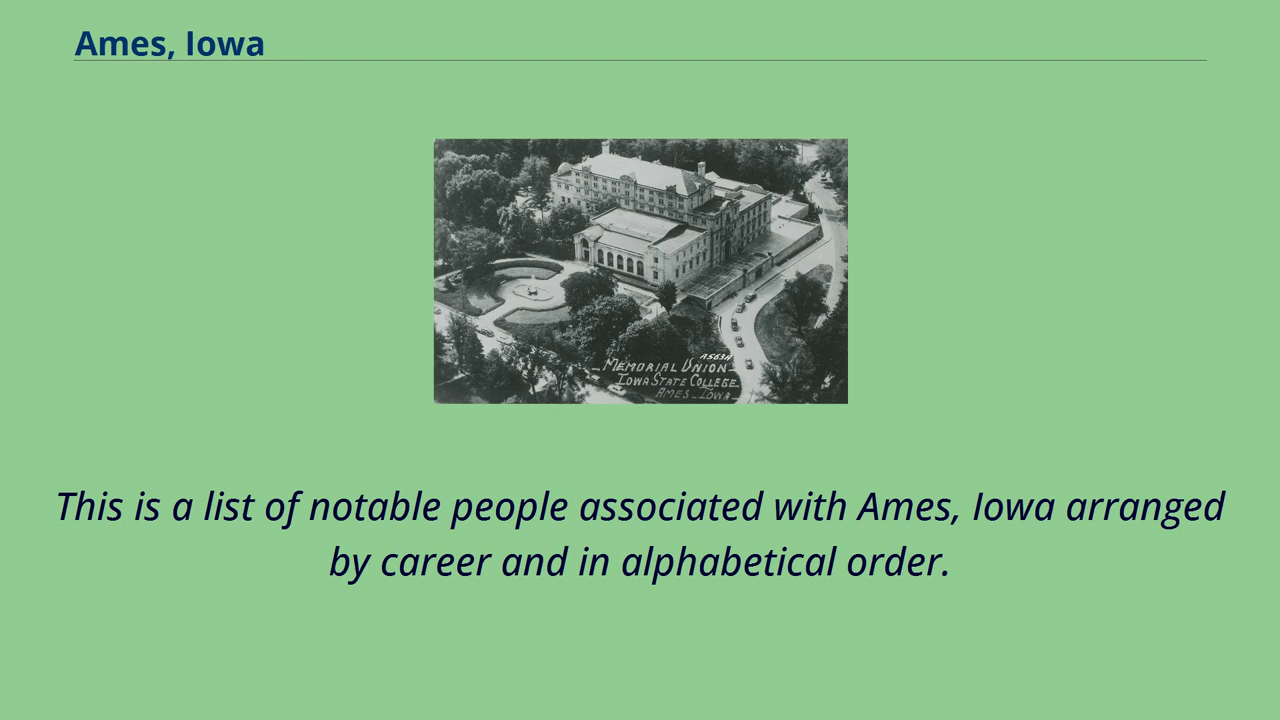 Ames, Iowa
A563A
MEMORIAL UNION
IOWA STATE COLLEGE
AMES - IOWA
This is a list of notable people associated with Ames, Iowa arranged
by career and in alphabetical order.